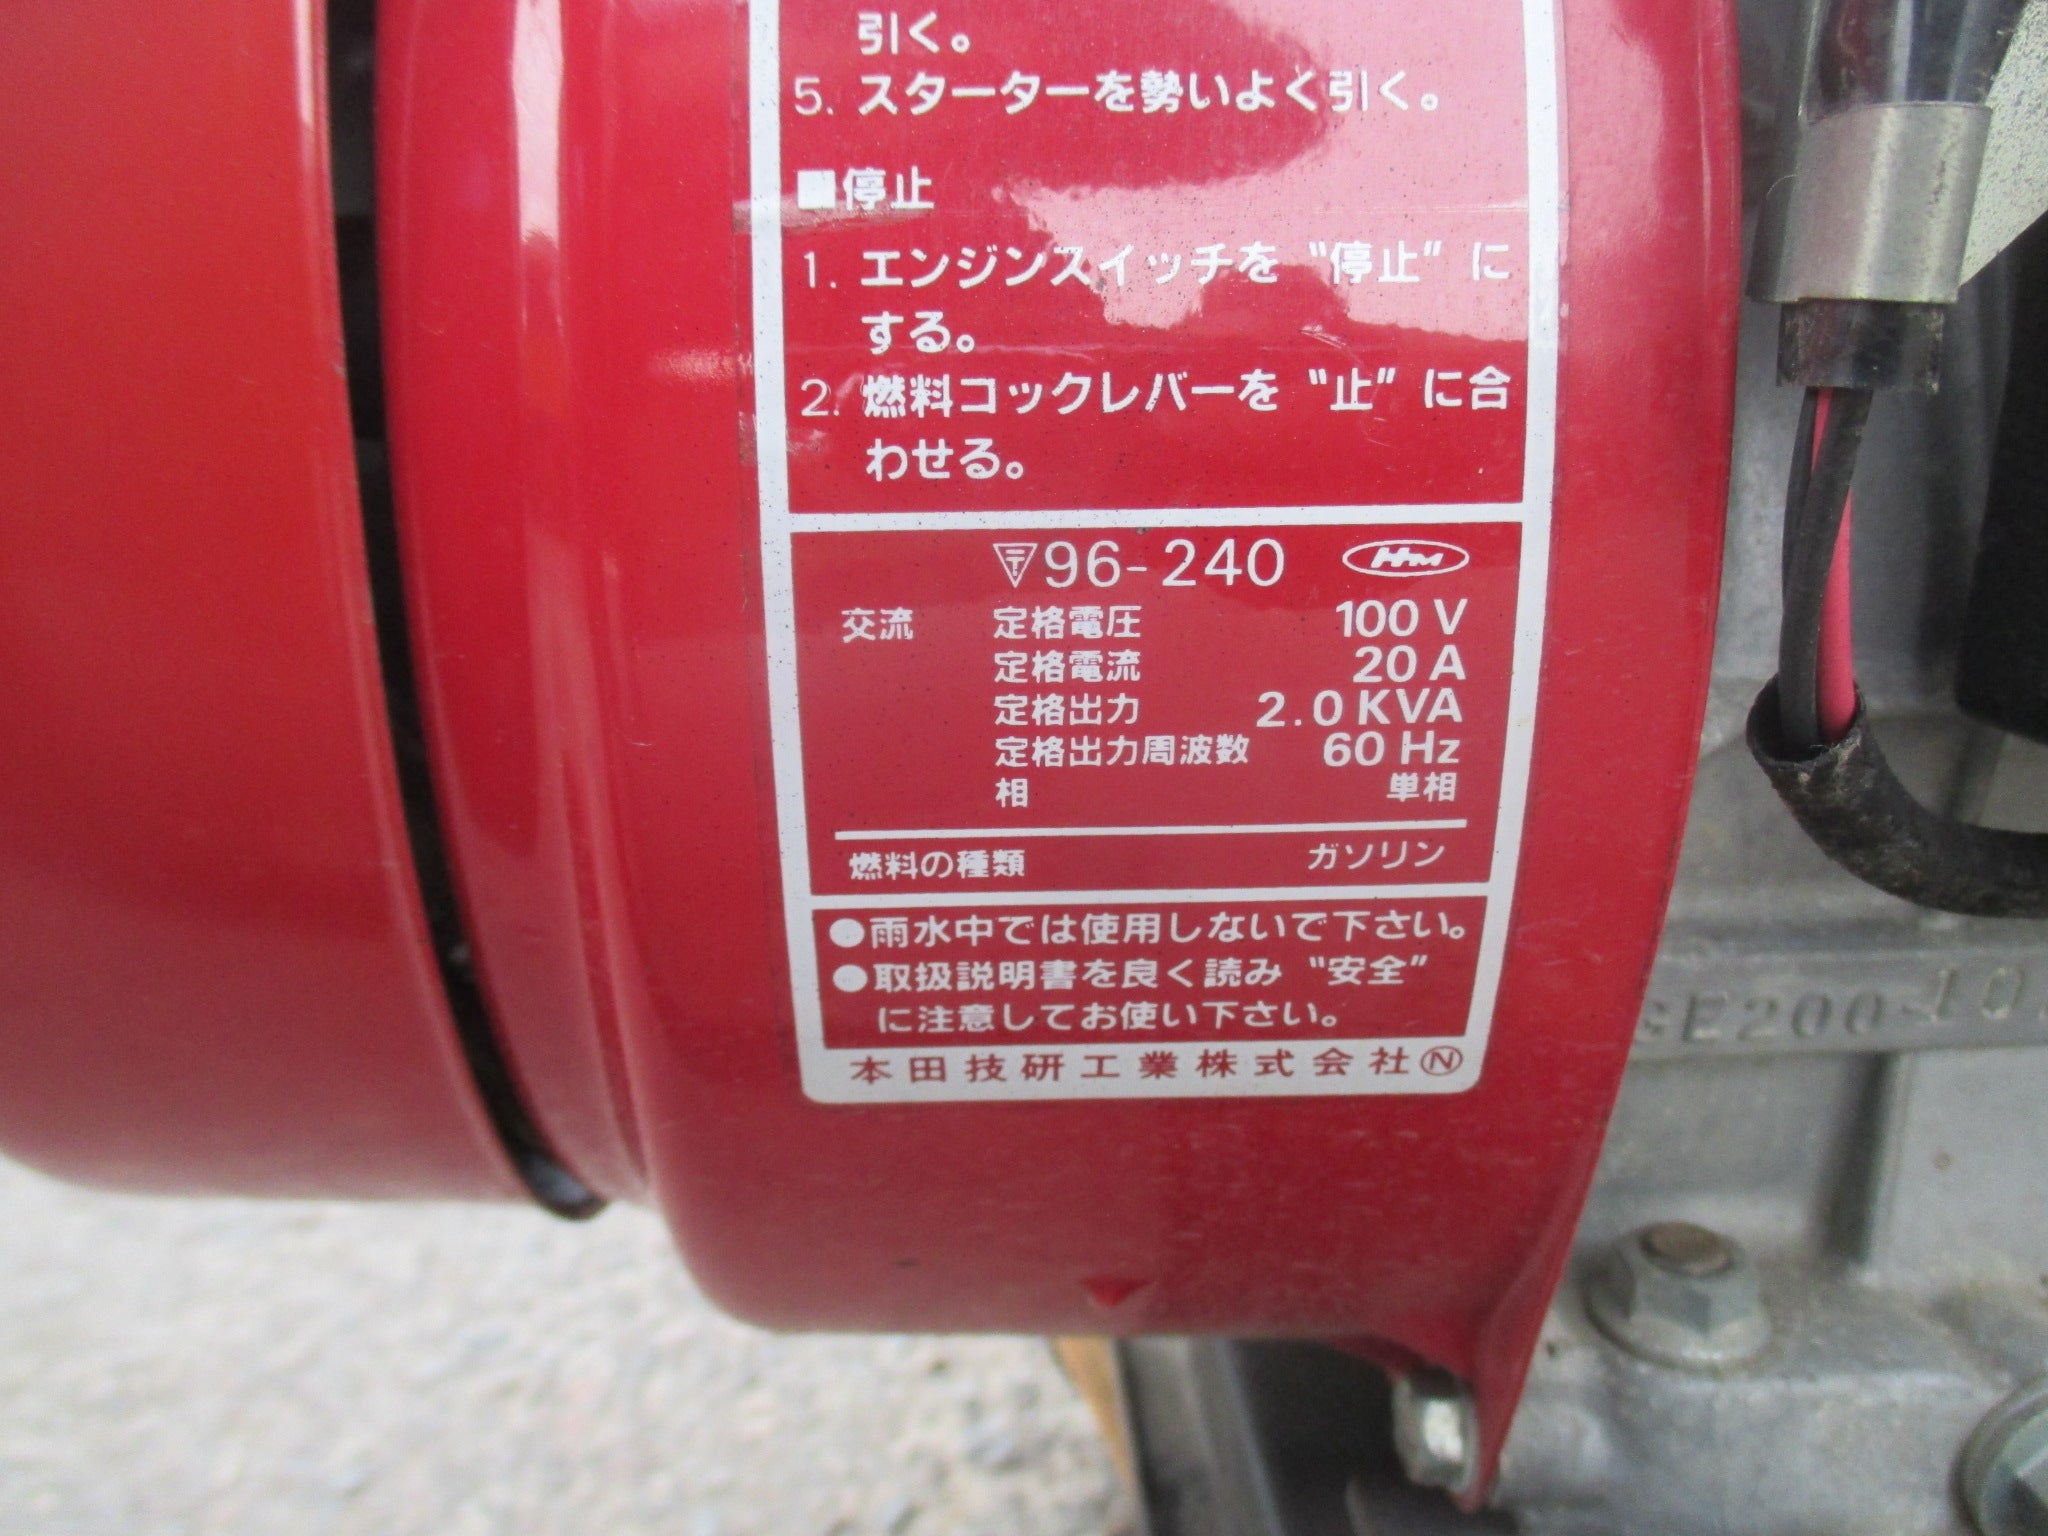 引く。
5. スターターを勢いよく引く。
■停止
1. エンジンスイッチを“停止”に
する。
2. 燃料コックレバーを“止”に合
わせる。
〒96-240 HM
交流 定格電圧 100 V
定格電流 20 A
定格出力 2.0 KVA
定格出力周波数 60 Hz
相 単相
燃料の種類 ガソリン
●雨水中では使用しないで下さい。
●取扱説明書を良く読み“安全”
に注意してお使い下さい。
本田技研工業株式会社 Ⓝ
GE200-10